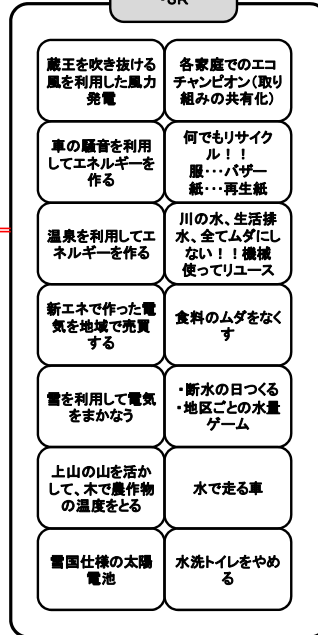 ・3R
蔵王を吹き抜ける
風を利用した風力
発電
各家庭でのエコ
チャンピオン(取り
組みの共有化)
車の騒音を利用
してエネルギーを
作る
何でもリサイク
ル!!
服・・・バザー
紙・・・再生紙
温泉を利用してエ
ネルギーを作る
川の水、生活排
水、全てムダにし
ない!!機械
使ってリユース
新エネで作った電
気を地域で売買
する
食料のムダをなく
す
雪を利用して電気
をまかなう
・断水の日つくる
・地区ごとの水量
ゲーム
上山の山を活か
して、木で農作物
の温度をとる
水で走る車
雪国仕様の太陽
電池
水洗トイレをやめ
る